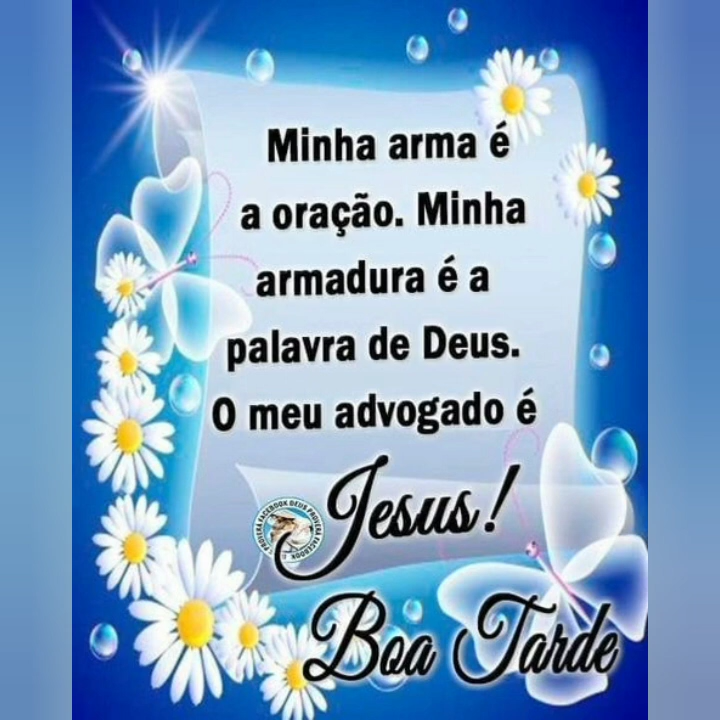 Minha arma é
a oração. Minha
armadura é a
palavra de Deus.
O meu advogado é
Jesus!
Boa Tarde